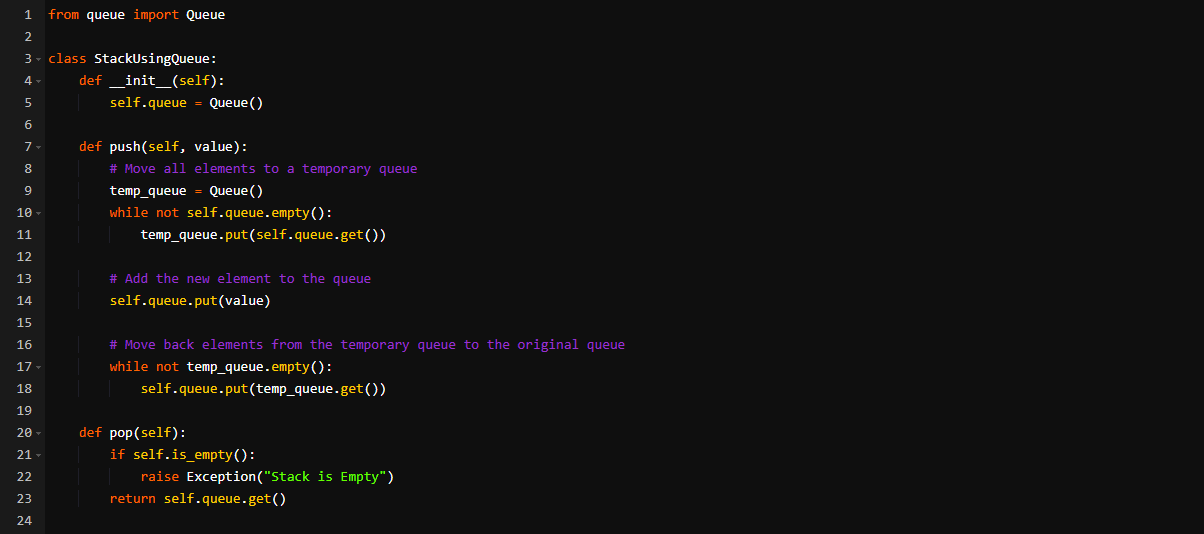 1 from queue import Queue
2
3 class StackUsingQueue:
4     def __init__(self):
5         self.queue = Queue()
6
7     def push(self, value):
8         # Move all elements to a temporary queue
9         temp_queue = Queue()
10         while not self.queue.empty():
11             temp_queue.put(self.queue.get())
12
13         # Add the new element to the queue
14         self.queue.put(value)
15
16         # Move back elements from the temporary queue to the original queue
17         while not temp_queue.empty():
18             self.queue.put(temp_queue.get())
19
20     def pop(self):
21         if self.is_empty():
22             raise Exception("Stack is Empty")
23         return self.queue.get()
24